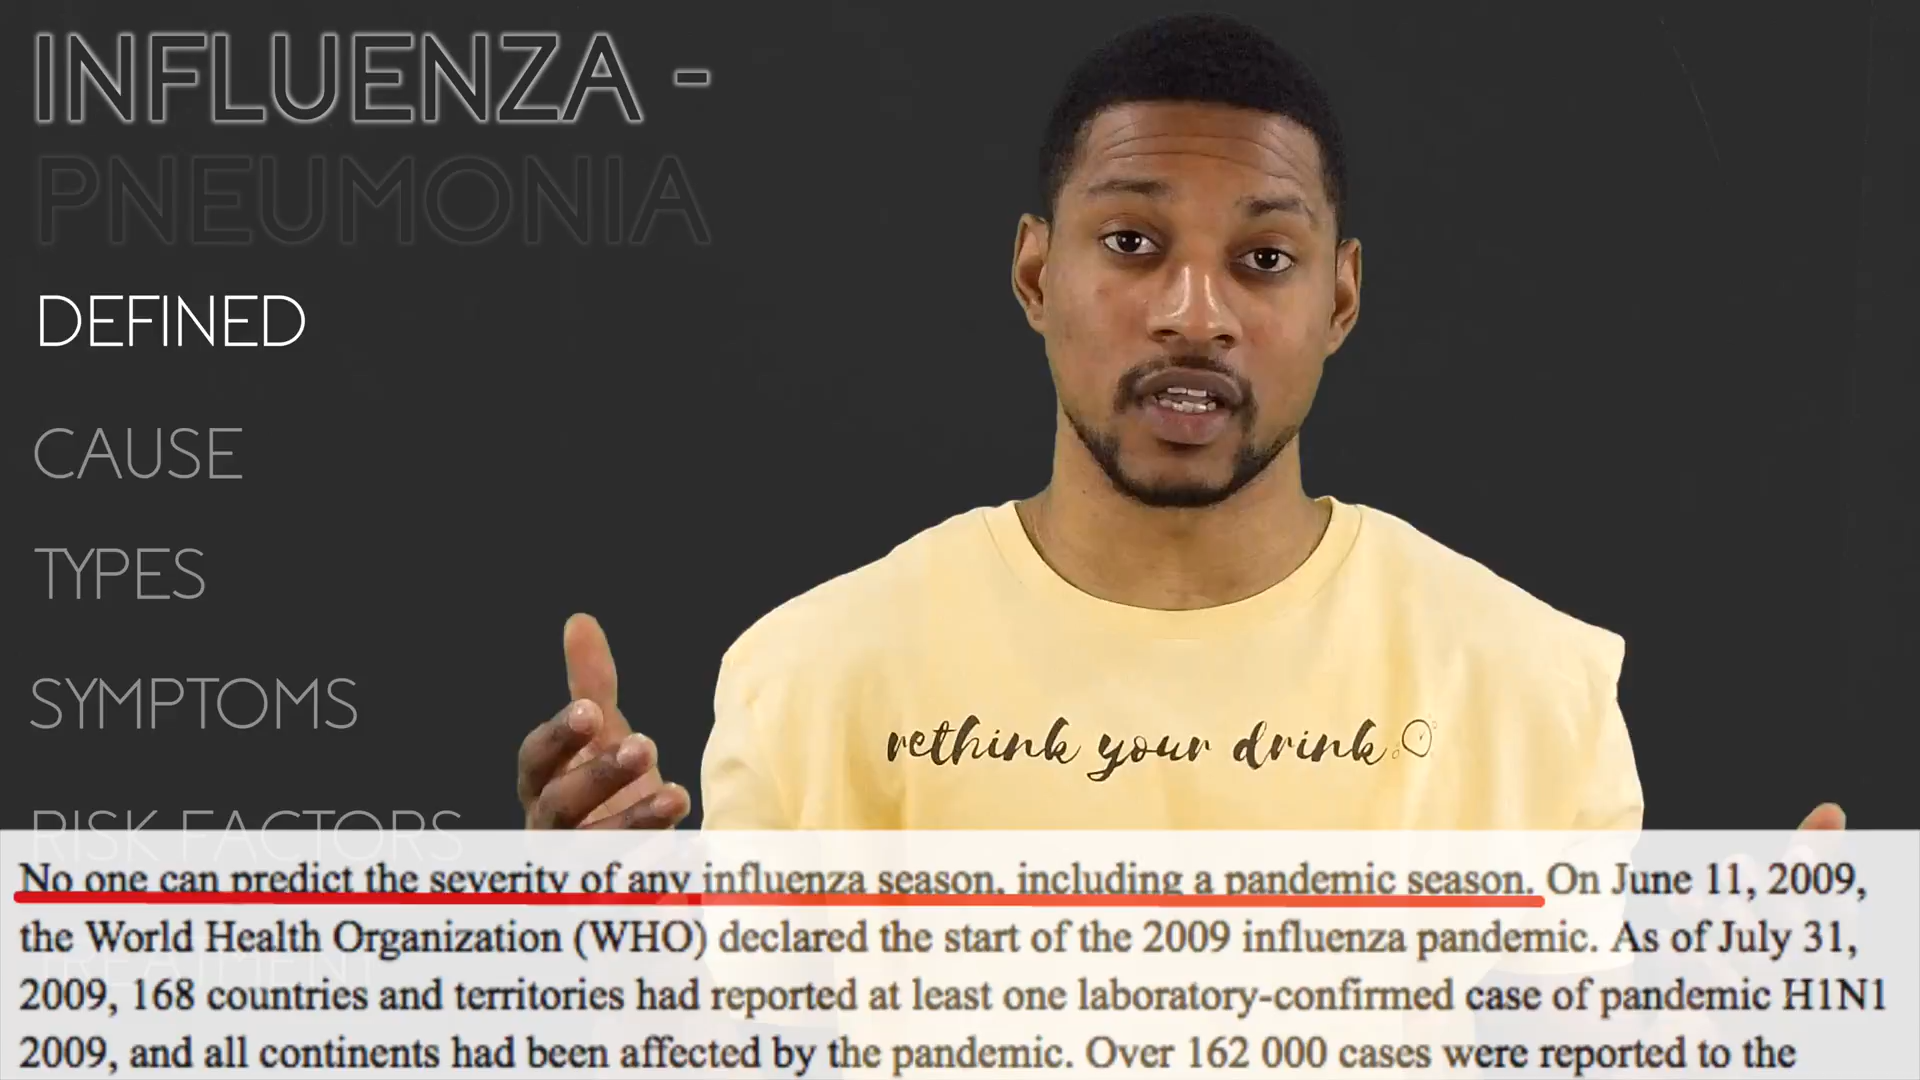 INFLUENZA -
PNEUMONIA
DEFINED
CAUSE
TYPES
SYMPTOMS
RISK FACTORS
TREATMENT
rethink your drink
No one can predict the severity of any influenza season, including a pandemic season. On June 11, 2009,
the World Health Organization (WHO) declared the start of the 2009 influenza pandemic. As of July 31,
2009, 168 countries and territories had reported at least one laboratory-confirmed case of pandemic H1N1
2009, and all continents had been affected by the pandemic. Over 162 000 cases were reported to the